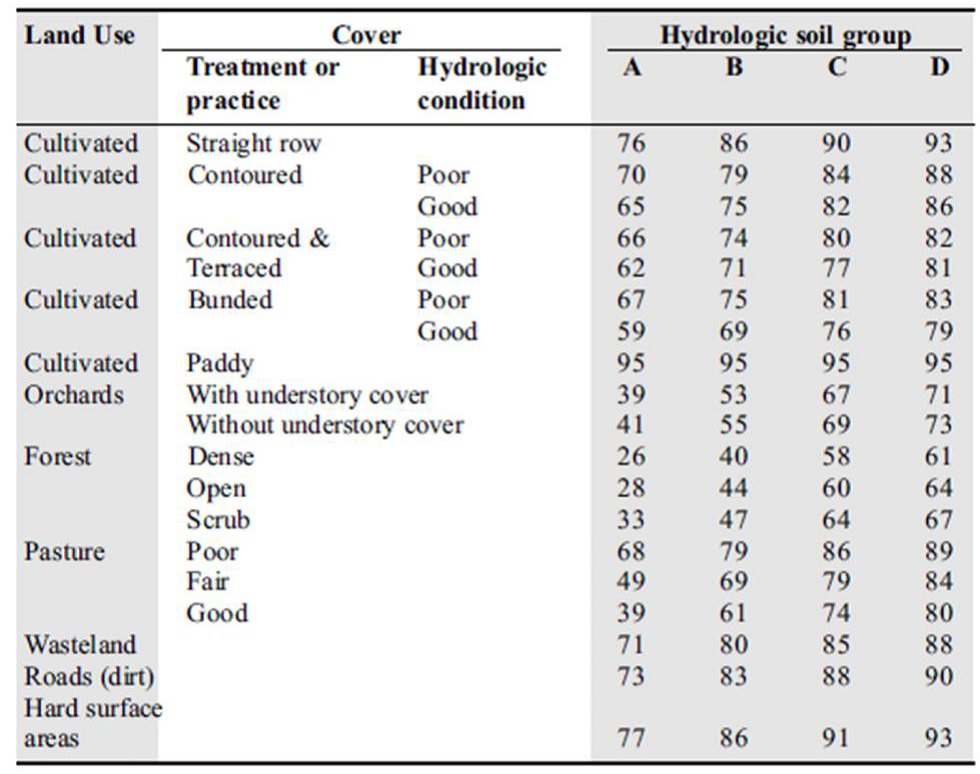 Land Use Cover Hydrologic soil group
Treatment or Hydrologic A B C D
practice condition
Cultivated Straight row 76 86 90 93
Cultivated Contoured Poor 70 79 84 88
Good 65 75 82 86
Cultivated Contoured & Poor 66 74 80 82
Terraced Good 62 71 77 81
Cultivated Bunded Poor 67 75 81 83
Good 59 69 76 79
Cultivated Paddy 95 95 95 95
Orchards With understory cover 39 53 67 71
Without understory cover 41 55 69 73
Forest Dense 26 40 58 61
Open 28 44 60 64
Scrub 33 47 64 67
Pasture Poor 68 79 86 89
Fair 49 69 79 84
Good 39 61 74 80
Wasteland 71 80 85 88
Roads (dirt) 73 83 88 90
Hard surface
areas 77 86 91 93